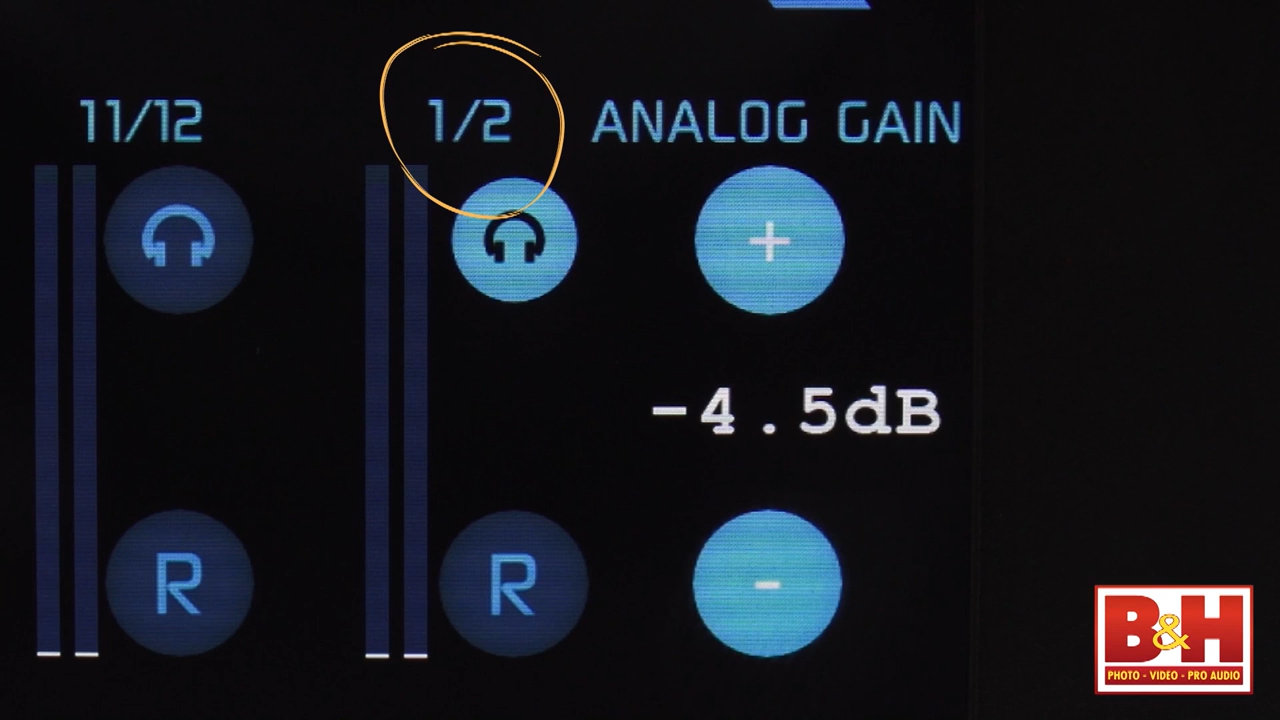 11/12
1/2
ANALOG GAIN
+
-4.5dB
R
R
-
B&H
PHOTO - VIDEO - PRO AUDIO